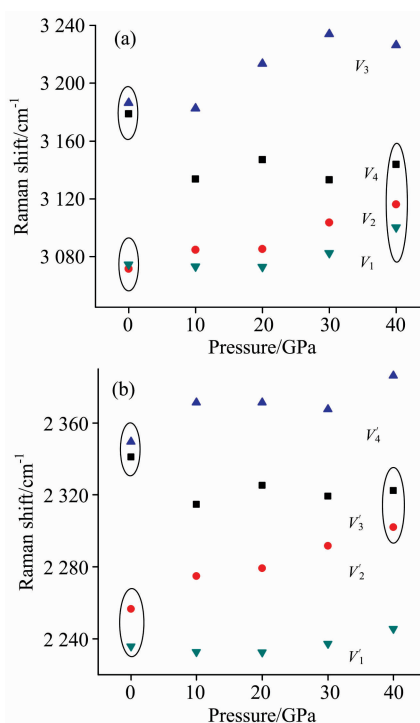 (a)
3 240
3 200
3 160
3 120
3 080
Raman shift/cm-1
V3
V4
V2
V1
0 10 20 30 40
Pressure/GPa
(b)
2 360
2 320
2 280
2 240
Raman shift/cm-1
V′4
V′3
V′2
V′1
0 10 20 30 40
Pressure/GPa